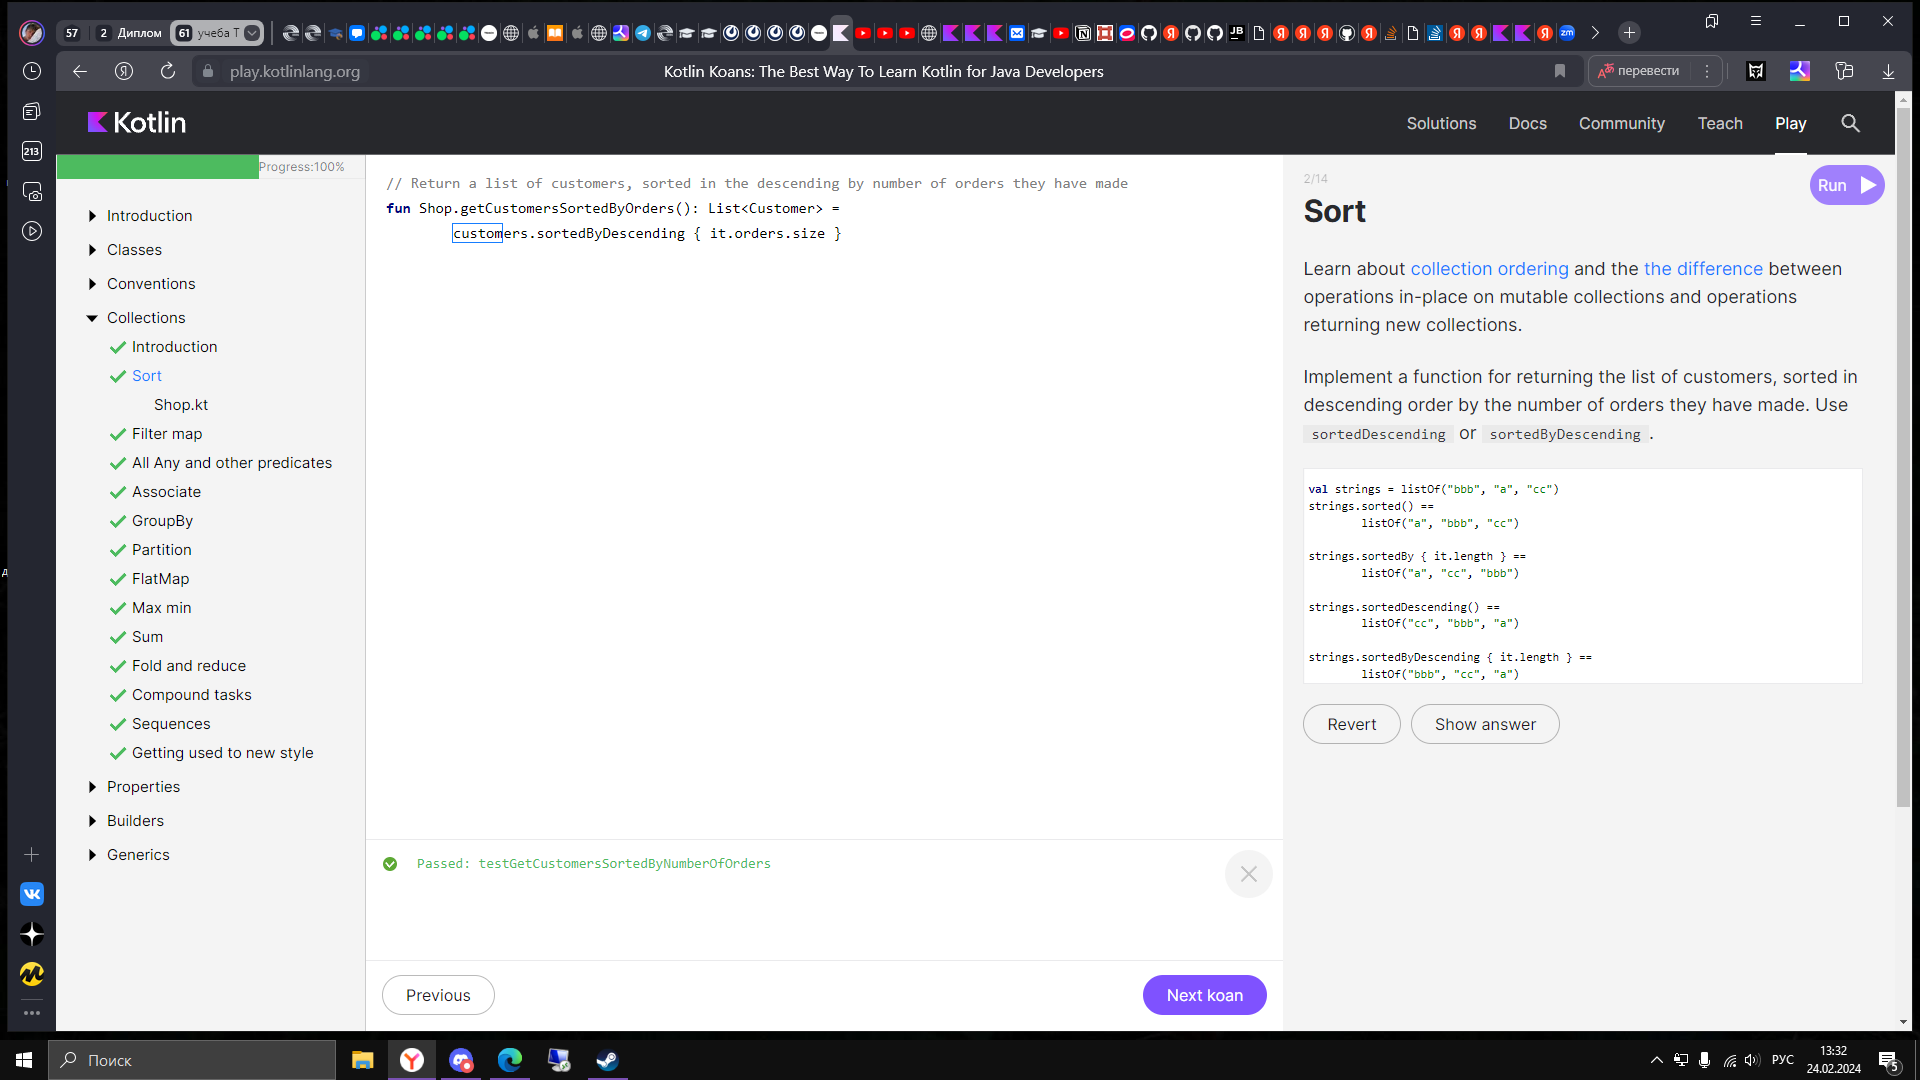 57
2 Диплом
61 учеба T
play.kotlinlang.org
Kotlin Koans: The Best Way To Learn Kotlin for Java Developers
перевести
213
Kotlin
Solutions
Docs
Community
Teach
Play
Progress:100%
Introduction
Classes
Conventions
Collections
Introduction
Sort
Shop.kt
Filter map
All Any and other predicates
Associate
GroupBy
Partition
FlatMap
Max min
Sum
Fold and reduce
Compound tasks
Sequences
Getting used to new style
Properties
Builders
Generics
// Return a list of customers, sorted in the descending by number of orders they have made
fun Shop.getCustomersSortedByOrders(): List<Customer> =
customers.sortedByDescending { it.orders.size }
Passed: testGetCustomersSortedByNumberOfOrders
Previous
Next koan
2/14
Run
Sort
Learn about collection ordering and the the difference between
operations in-place on mutable collections and operations
returning new collections.
Implement a function for returning the list of customers, sorted in
descending order by the number of orders they have made. Use
sortedDescending or sortedByDescending .
val strings = listOf("bbb", "a", "cc")
strings.sorted() ==
listOf("a", "bbb", "cc")
strings.sortedBy { it.length } ==
listOf("a", "cc", "bbb")
strings.sortedDescending() ==
listOf("cc", "bbb", "a")
strings.sortedByDescending { it.length } ==
listOf("bbb", "cc", "a")
Revert
Show answer
Поиск
РУС
13:32
24.02.2024
5